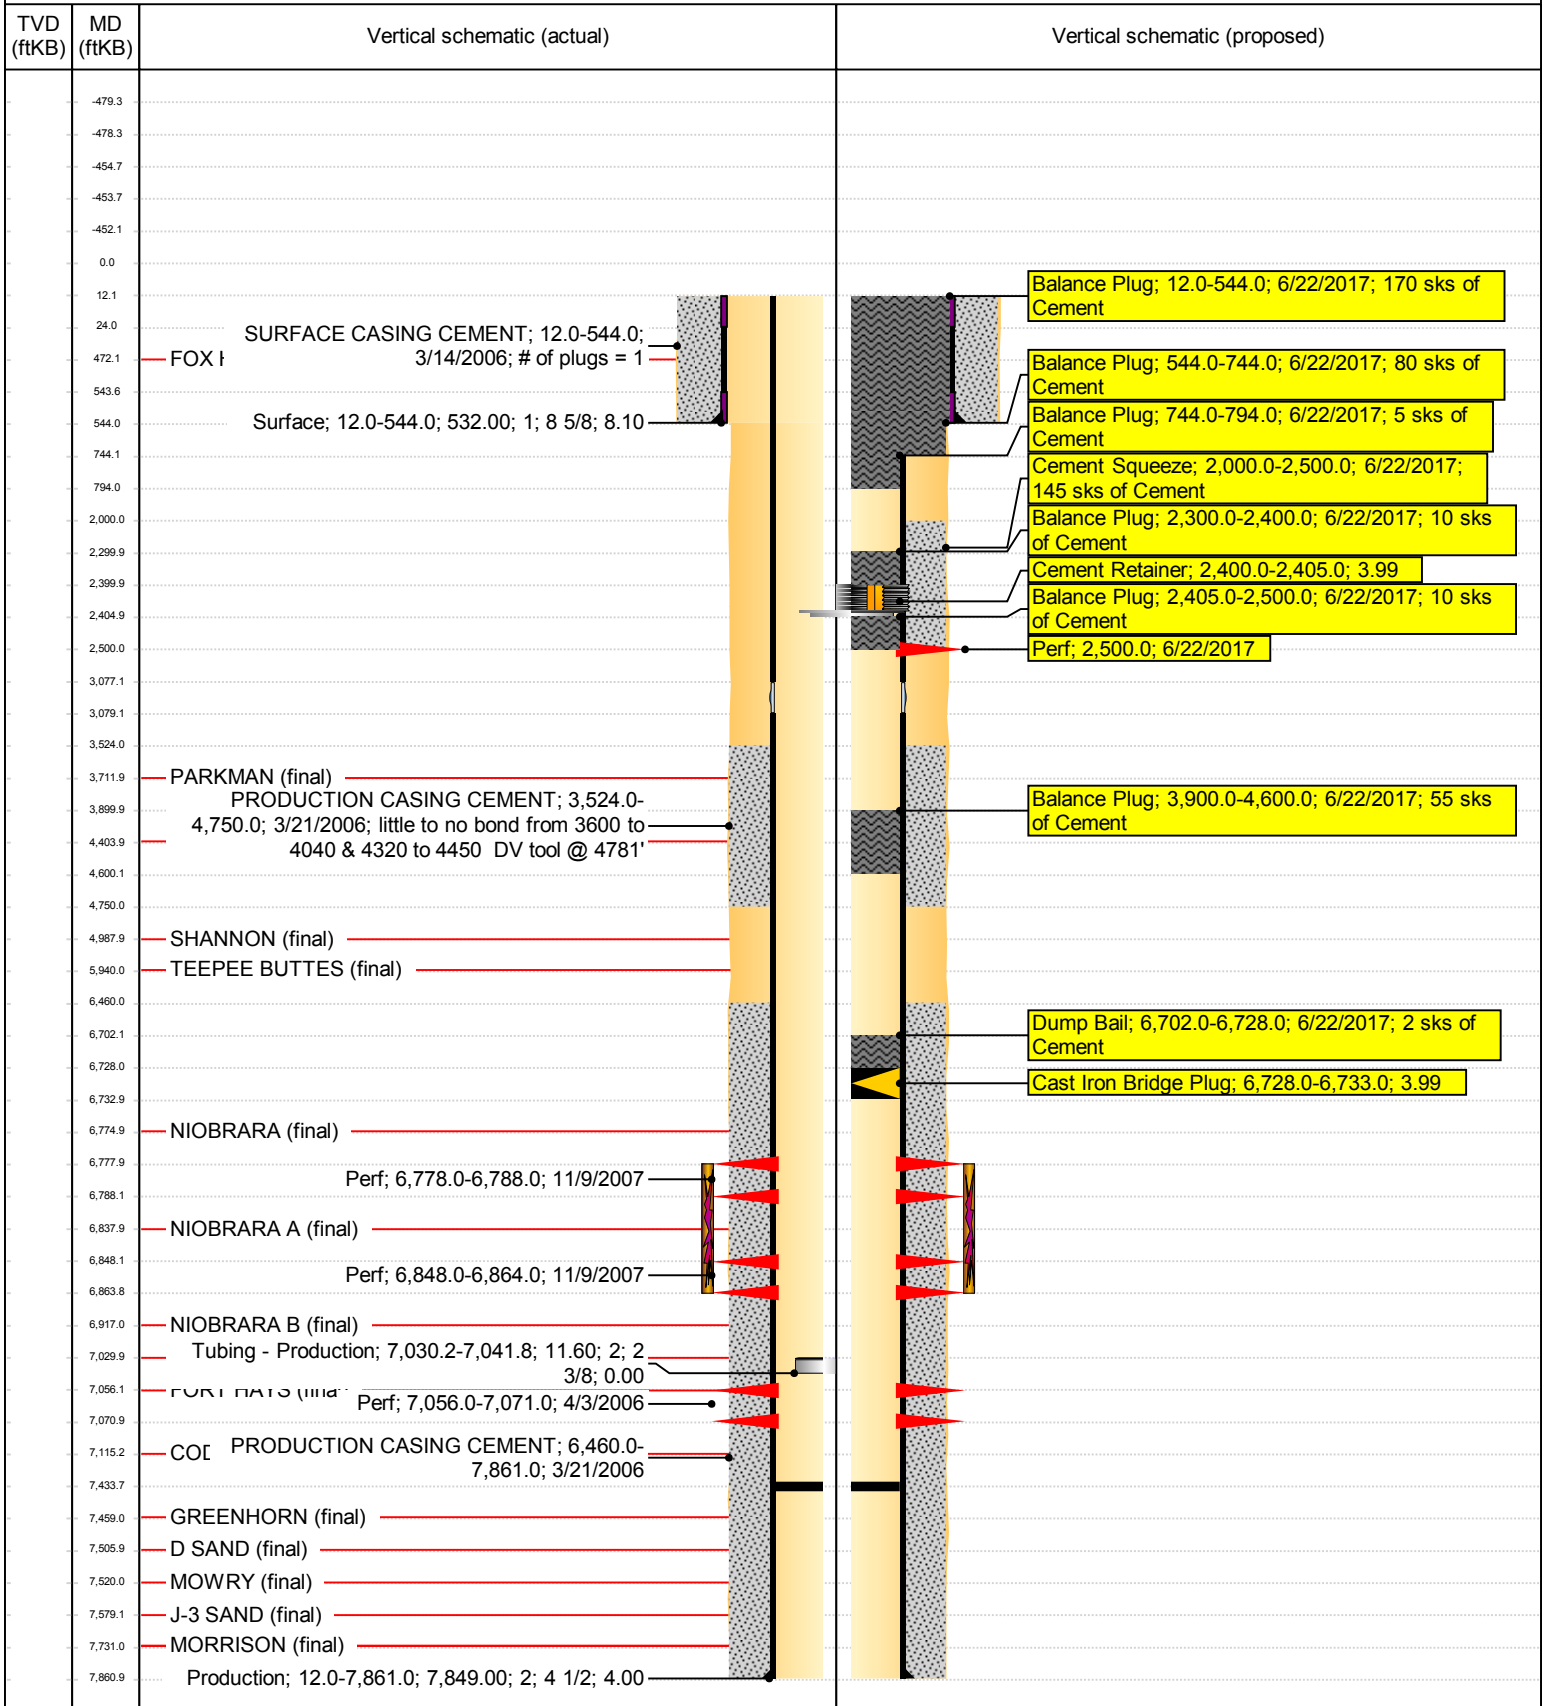 TVD
(ftKB)
MD
(ftKB)
Vertical schematic (actual)
Vertical schematic (proposed)
-479.3
-478.3
-454.7
-453.7
-452.1
0.0
12.1
24.0
472.1
543.6
544.0
744.1
794.0
2,000.0
2,299.9
2,399.9
2,404.9
2,500.0
3,077.1
3,079.1
3,524.0
3,711.9
3,899.9
4,403.9
4,600.1
4,750.0
4,987.9
5,940.0
6,460.0
6,702.1
6,728.0
6,732.9
6,774.9
6,777.9
6,788.1
6,837.9
6,848.1
6,863.8
6,917.0
7,029.9
7,056.1
7,070.9
7,115.2
7,433.7
7,459.0
7,505.9
7,520.0
7,579.1
7,731.0
7,860.9
SURFACE CASING CEMENT; 12.0-544.0;
3/14/2006; # of plugs = 1
FOX
Surface; 12.0-544.0; 532.00; 1; 8 5/8; 8.10
PARKMAN (final)
PRODUCTION CASING CEMENT; 3,524.0-
4,750.0; 3/21/2006; little to no bond from 3600 to
4040 & 4320 to 4450 DV tool @ 4781'
SHANNON (final)
TEEPEE BUTTES (final)
NIOBRARA (final)
Perf; 6,778.0-6,788.0; 11/9/2007
NIOBRARA A (final)
Perf; 6,848.0-6,864.0; 11/9/2007
NIOBRARA B (final)
Tubing - Production; 7,030.2-7,041.8; 11.60; 2; 2
3/8; 0.00
FORT HAYS
Perf; 7,056.0-7,071.0; 4/3/2006
PRODUCTION CASING CEMENT; 6,460.0-
7,861.0; 3/21/2006
GREENHORN (final)
D SAND (final)
MOWRY (final)
J-3 SAND (final)
MORRISON (final)
Production; 12.0-7,861.0; 7,849.00; 2; 4 1/2; 4.00
Balance Plug; 12.0-544.0; 6/22/2017; 170 sks of
Cement
Balance Plug; 544.0-744.0; 6/22/2017; 80 sks of
Cement
Balance Plug; 744.0-794.0; 6/22/2017; 5 sks of
Cement
Cement Squeeze; 2,000.0-2,500.0; 6/22/2017;
145 sks of Cement
Balance Plug; 2,300.0-2,400.0; 6/22/2017; 10 sks
of Cement
Cement Retainer; 2,400.0-2,405.0; 3.99
Balance Plug; 2,405.0-2,500.0; 6/22/2017; 10 sks
of Cement
Perf; 2,500.0; 6/22/2017
Balance Plug; 3,900.0-4,600.0; 6/22/2017; 55 sks
of Cement
Dump Bail; 6,702.0-6,728.0; 6/22/2017; 2 sks of
Cement
Cast Iron Bridge Plug; 6,728.0-6,733.0; 3.99